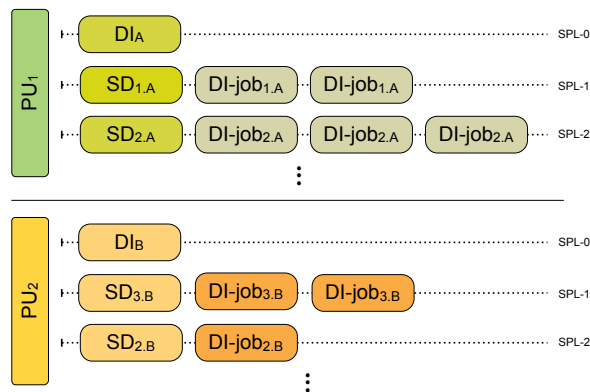 PU1
DIA SPL-0
SD1.A DI-job1.A DI-job1.A SPL-1
SD2.A DI-job2.A DI-job2.A DI-job2.A SPL-2
PU2
DIB SPL-0
SD3.B DI-job3.B DI-job3.B SPL-1
SD2.B DI-job2.B SPL-2